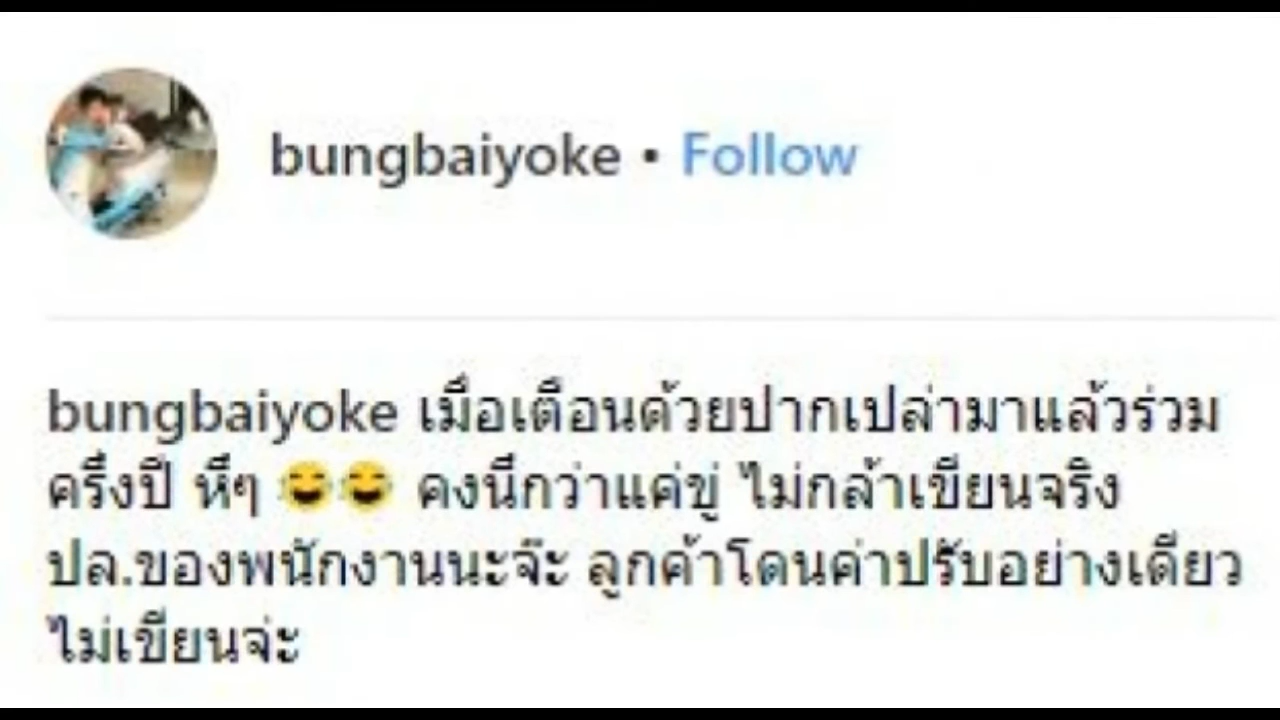 bungbaiyoke • Follow
bungbaiyoke เมื่อเตือนด้วยปากเปล่ามาแล้วร่วม
ครึ่งปี หึๆ 😂😂 คงนึกว่าแค่ขู่ ไม่กล้าเขียนจริง
ปล.ของพนักงานนะจ๊ะ ลูกค้าโดนค่าปรับอย่างเดียว
ไม่เขียนจ่ะ